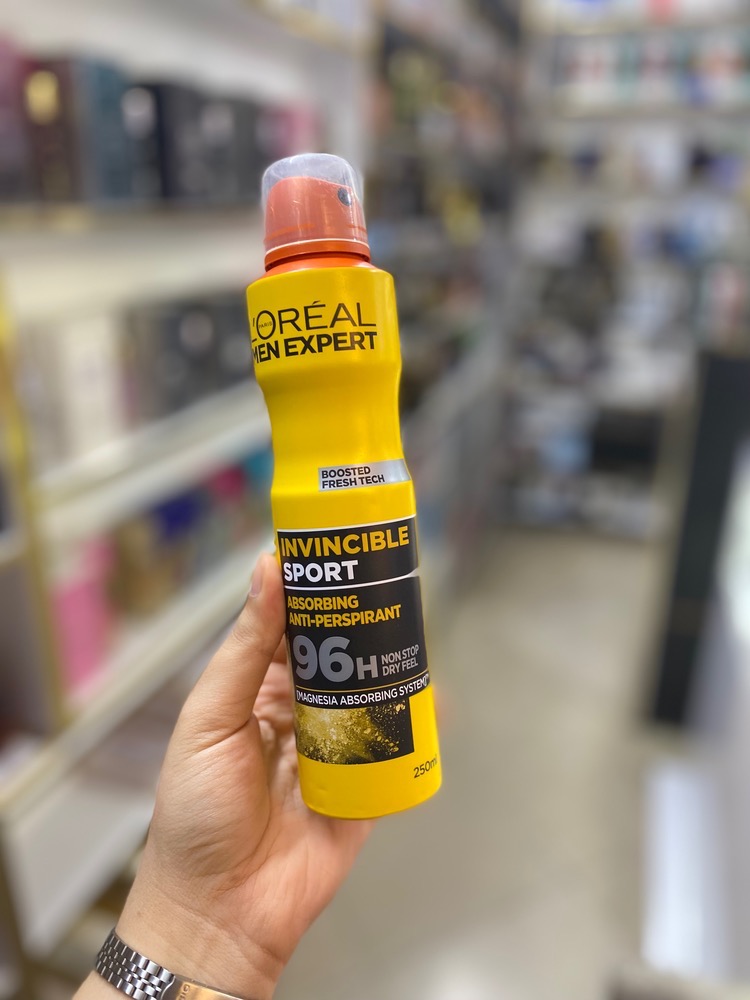 L'ORÉAL
PARIS
MEN EXPERT
BOOSTED
FRESH TECH
INVINCIBLE
SPORT
ABSORBING
ANTI-PERSPIRANT
96H NON STOP
DRY FEEL
[MAGNESIA ABSORBING SYSTEM]
250ml